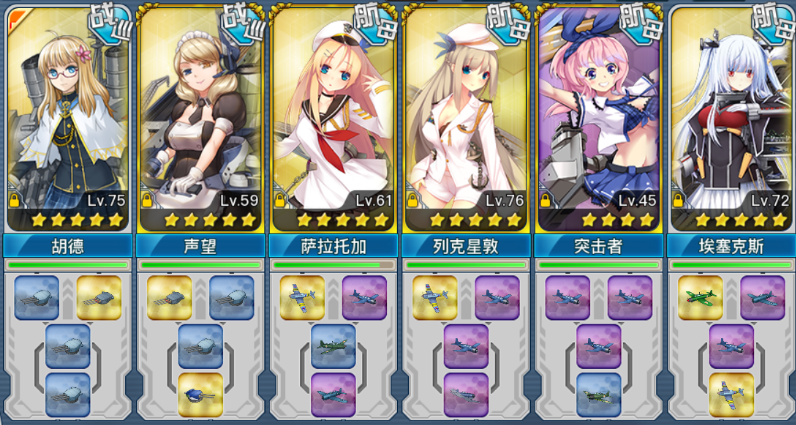 战巡
战巡
航母
航母
航母
航母
Lv.75
Lv.59
Lv.61
Lv.76
Lv.45
Lv.72
胡德
声望
萨拉托加
列克星敦
突击者
埃塞克斯